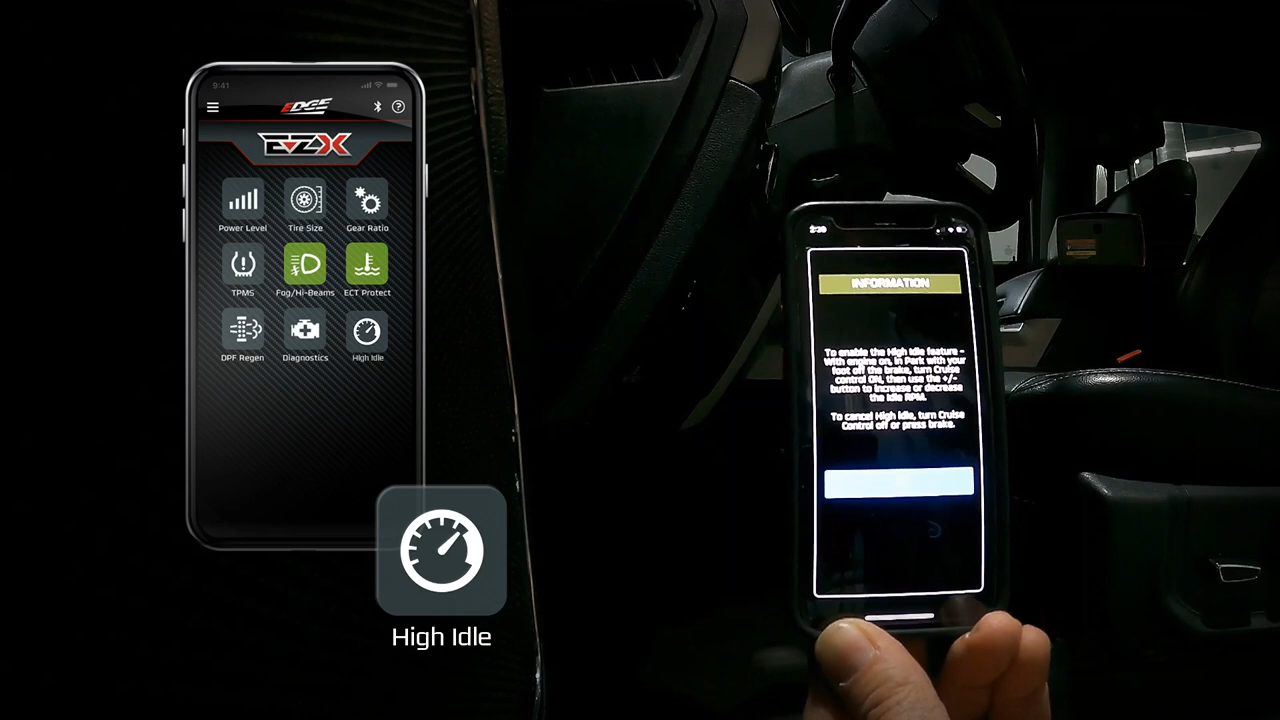 9:41
EDGE
EZX
Power Level
Tire Size
Gear Ratio
TPMS
Fog/Hi-Beams
ECT Protect
DPF Regen
Diagnostics
High Idle
High Idle
INFORMATION
To enable the High Idle feature -
With engine on, in Park with your
foot off the brake, turn Cruise
control ON, then use the +/-
button to increase or decrease
the idle RPM.
To cancel High Idle, turn Cruise
Control off or press brake.